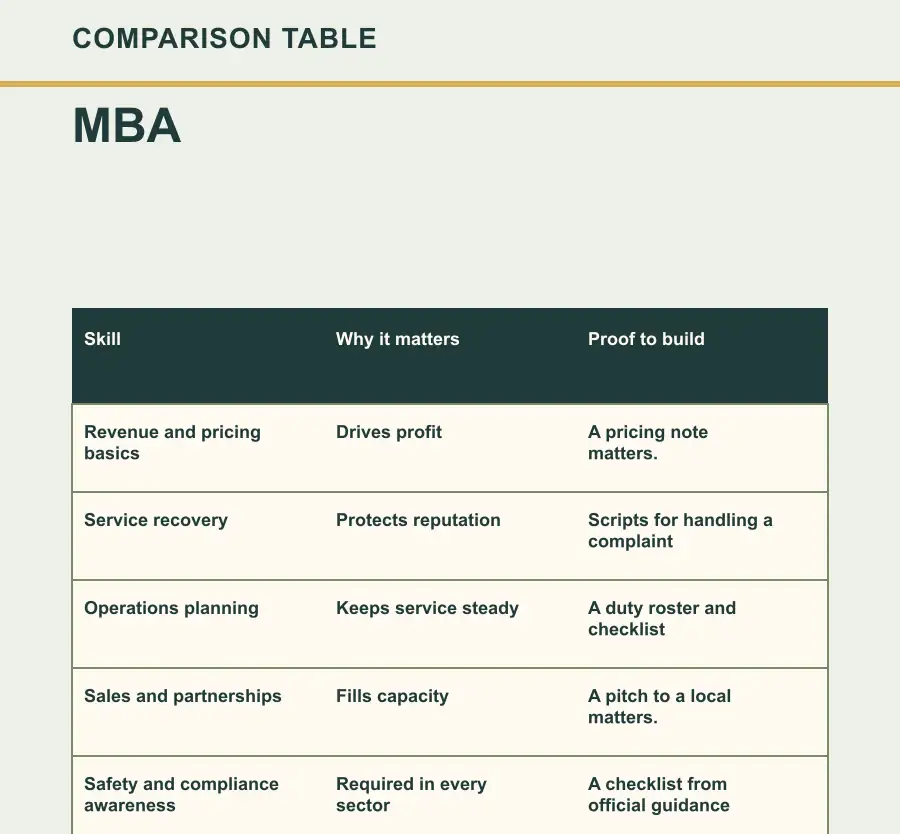 COMPARISON TABLE
MBA
Skill Why it matters Proof to build
Revenue and pricing basics Drives profit A pricing note matters.
Service recovery Protects reputation Scripts for handling a complaint
Operations planning Keeps service steady A duty roster and checklist
Sales and partnerships Fills capacity A pitch to a local matters.
Safety and compliance awareness Required in every sector A checklist from official guidance